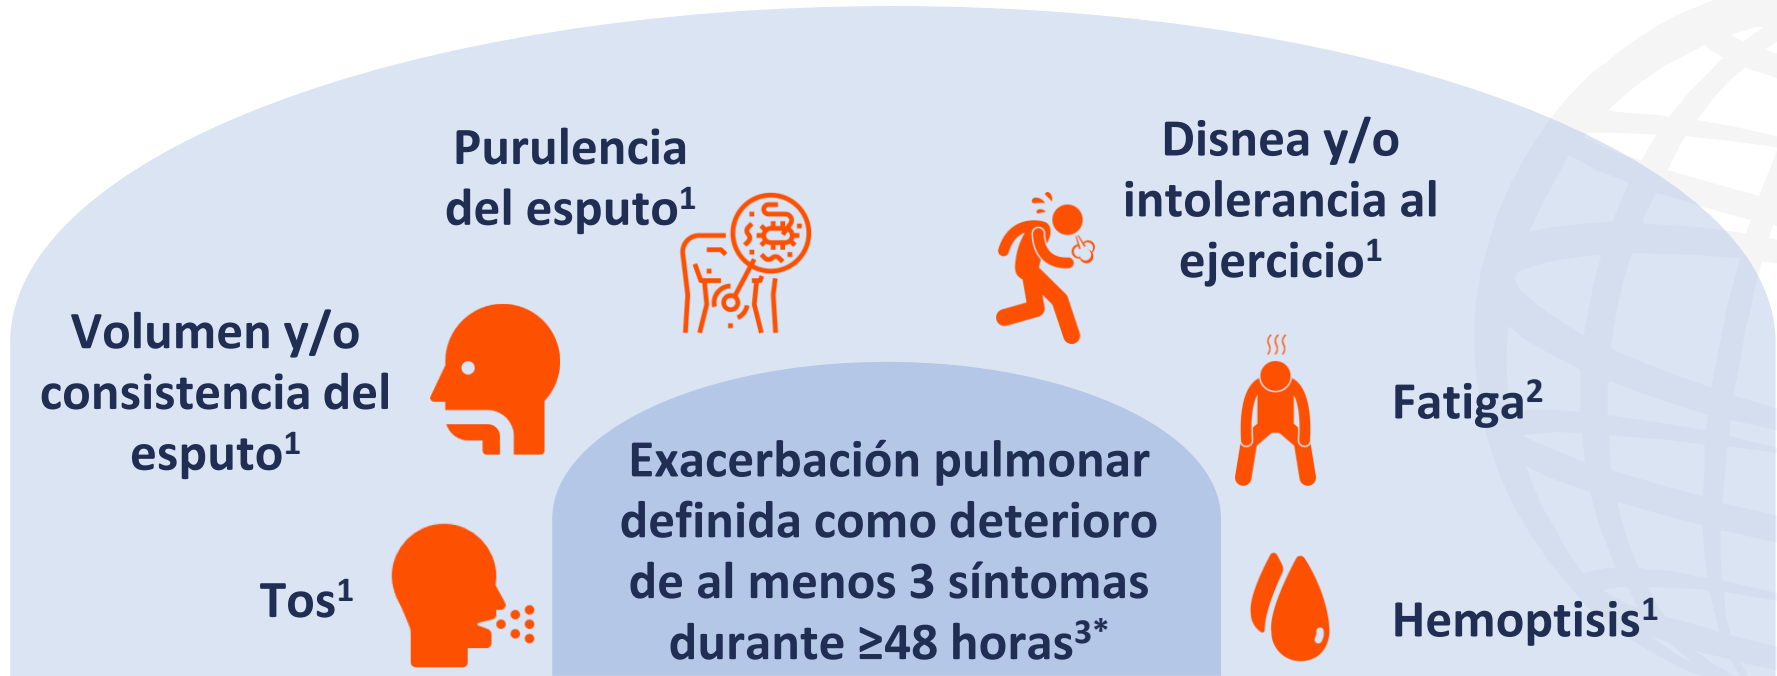 Purulencia
del esputo¹
Disnea y/o
intolerancia al
ejercicio¹
Volumen y/o
consistencia del
esputo¹
Fatiga²
Exacerbación pulmonar
definida como deterioro
de al menos 3 síntomas
durante ≥48 horas³*
Tos¹
Hemoptisis¹